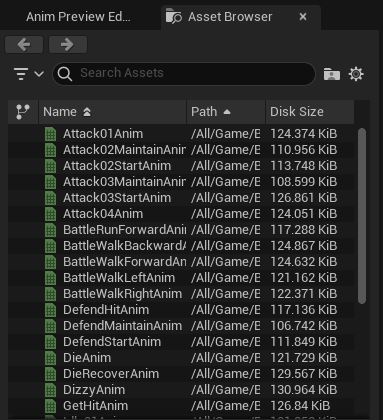 Anim Preview Ed... Asset Browser
Search Assets
Name Path Disk Size
Attack01Anim /All/Game/B 124.374 KiB
Attack02MaintainAnim /All/Game/B 110.956 KiB
Attack02StartAnim /All/Game/B 113.748 KiB
Attack03MaintainAnim /All/Game/B 108.599 KiB
Attack03StartAnim /All/Game/B 126.861 KiB
Attack04Anim /All/Game/B 124.051 KiB
BattleRunForwardAni /All/Game/B 117.288 KiB
BattleWalkBackwardA /All/Game/B 124.867 KiB
BattleWalkForwardAn /All/Game/B 124.632 KiB
BattleWalkLeftAnim /All/Game/B 121.162 KiB
BattleWalkRightAnim /All/Game/B 122.371 KiB
DefendHitAnim /All/Game/B 117.136 KiB
DefendMaintainAnim /All/Game/B 106.742 KiB
DefendStartAnim /All/Game/B 111.849 KiB
DieAnim /All/Game/B 121.729 KiB
DieRecoverAnim /All/Game/B 129.567 KiB
DizzyAnim /All/Game/B 130.964 KiB
GetHitAnim /All/Game/B 126.84 KiB